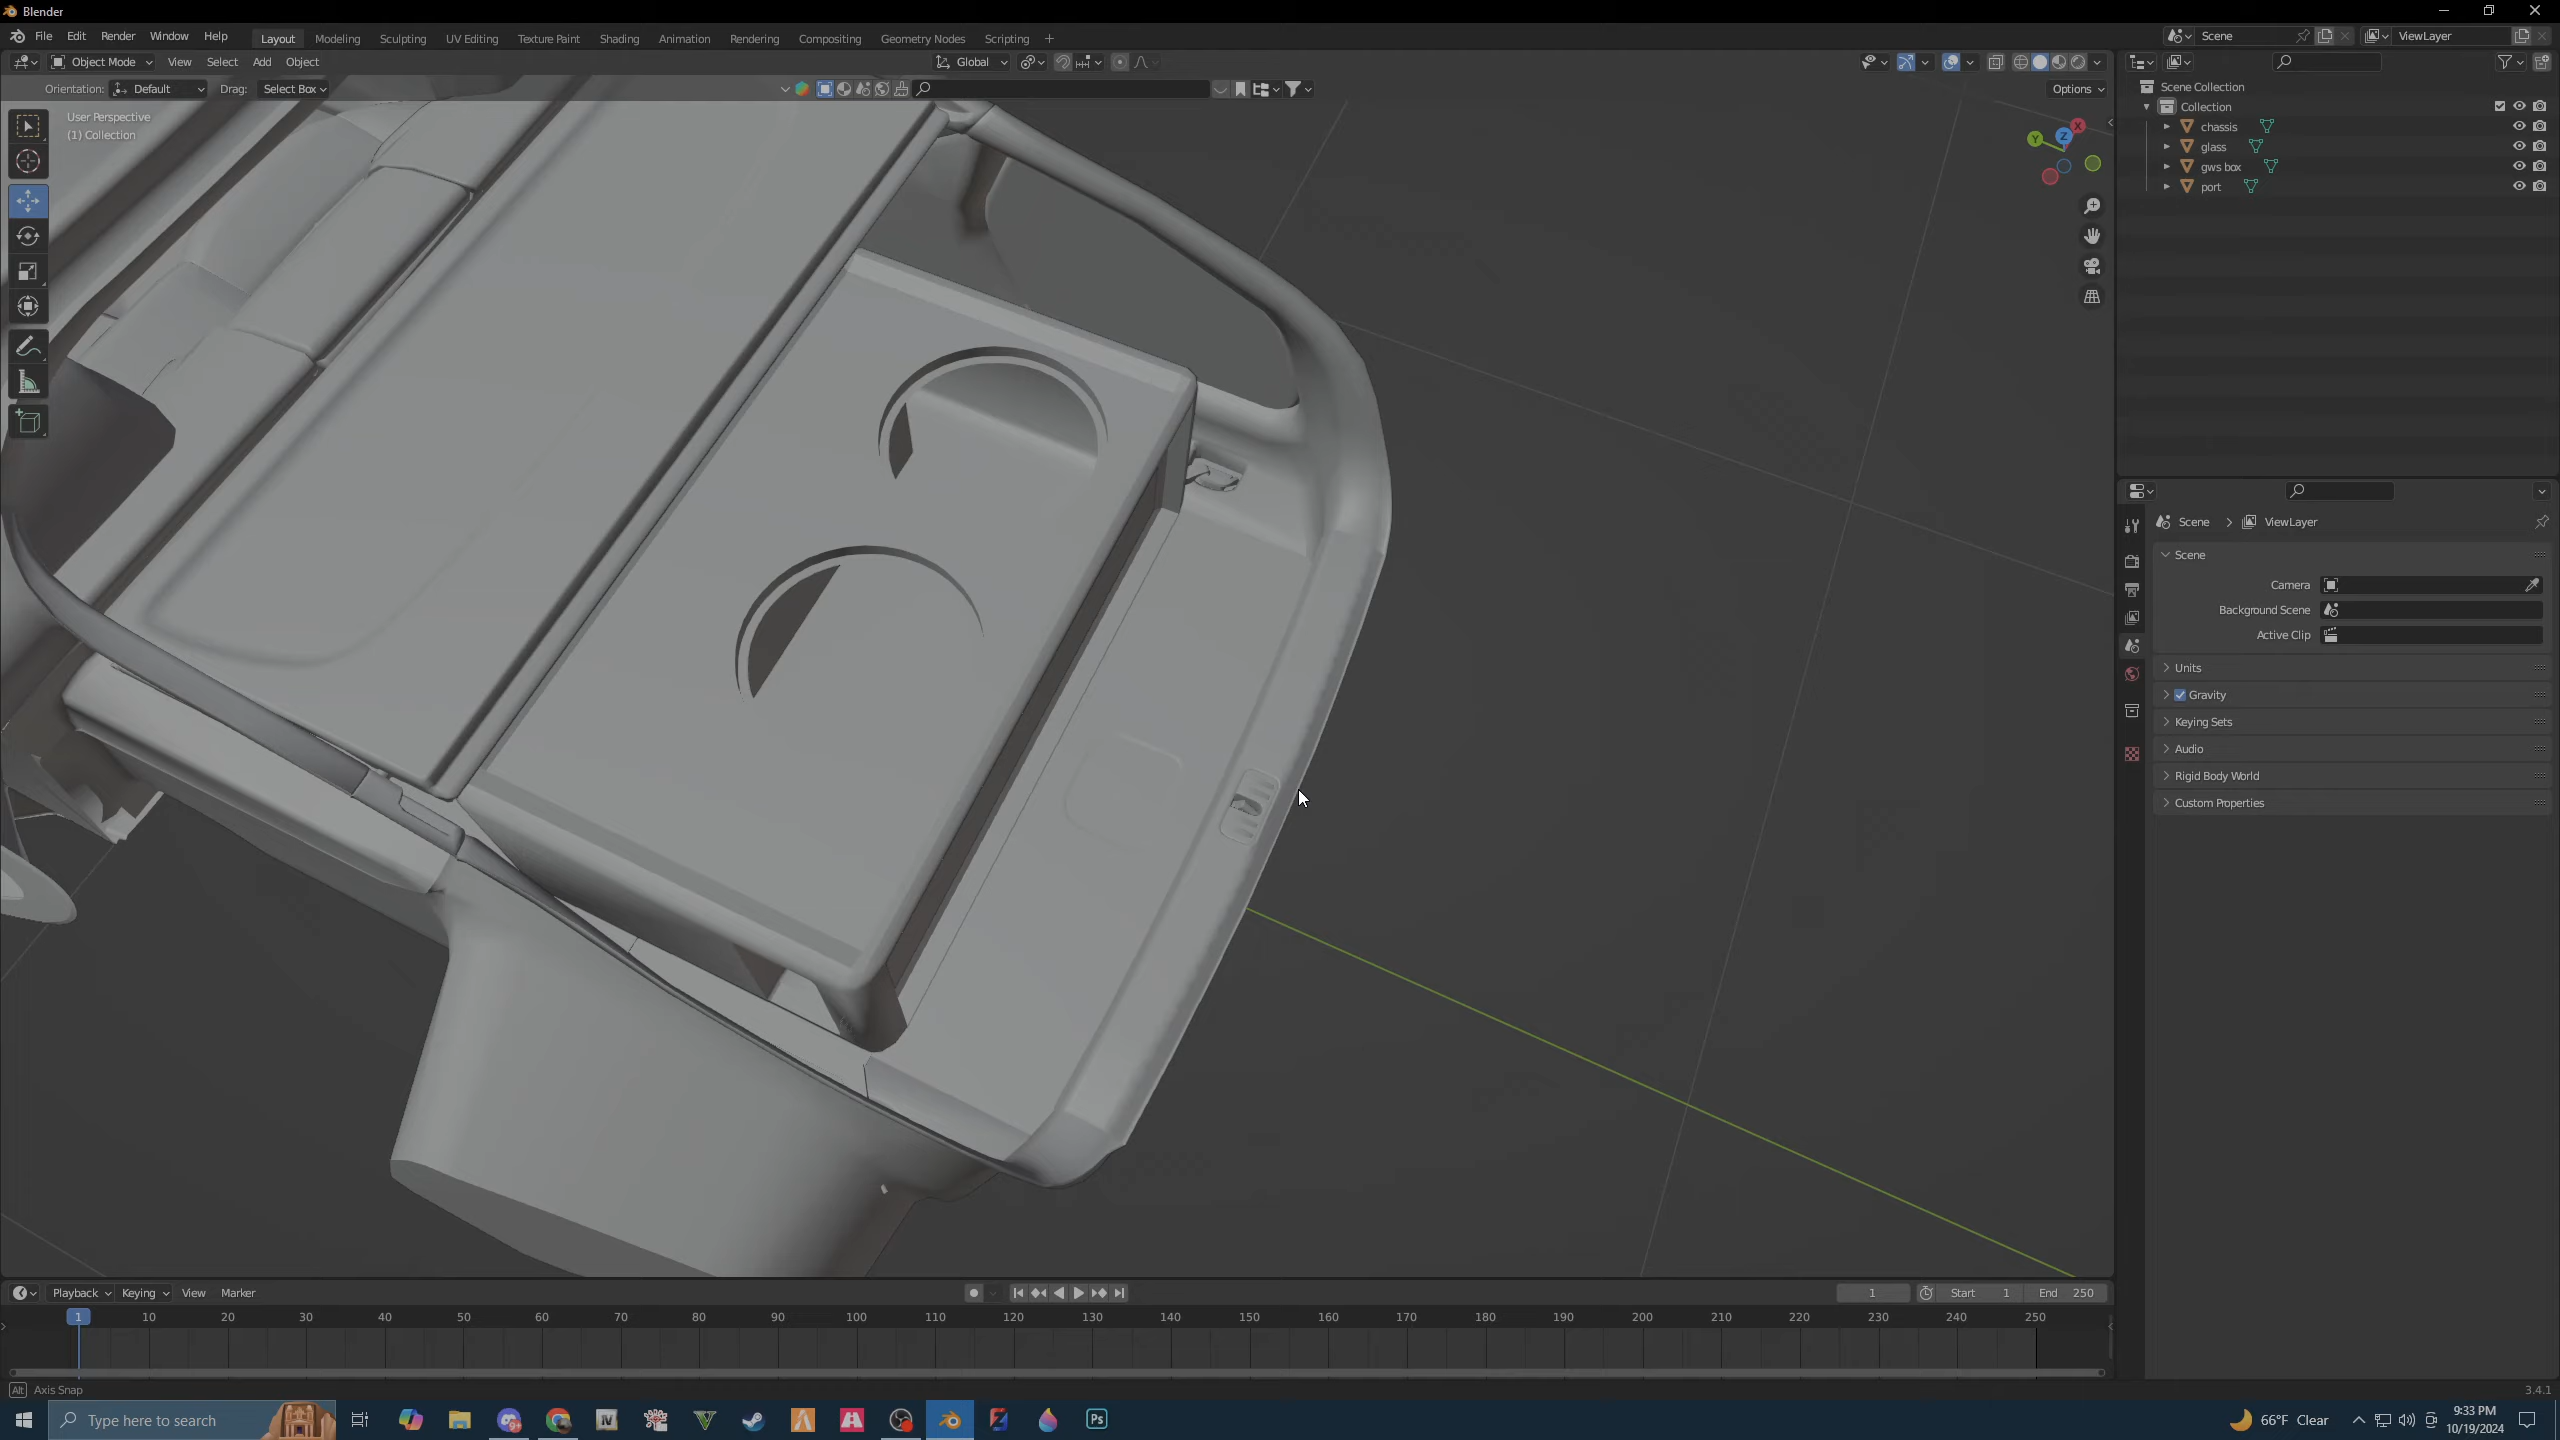 Blender
File Edit Render Window Help Layout Modeling Sculpting UV Editing Texture Paint Shading Animation Rendering Compositing Geometry Nodes Scripting + Scene ViewLayer
Object Mode View Select Add Object Global
Orientation: Default Drag: Select Box Options
User Perspective
(1) Collection
X
Y
Z
Scene Collection
Collection
chassis
glass
gws box
port
Scene > ViewLayer
Scene
Camera
Background Scene
Active Clip
Units
Gravity
Keying Sets
Audio
Rigid Body World
Custom Properties
Playback Keying View Marker 1 Start 1 End 250
1 10 20 30 40 50 60 70 80 90 100 110 120 130 140 150 160 170 180 190 200 210 220 230 240 250
Alt Axis Snap 3.4.1
Type here to search Ps 66°F Clear 9:33 PM
10/19/2024